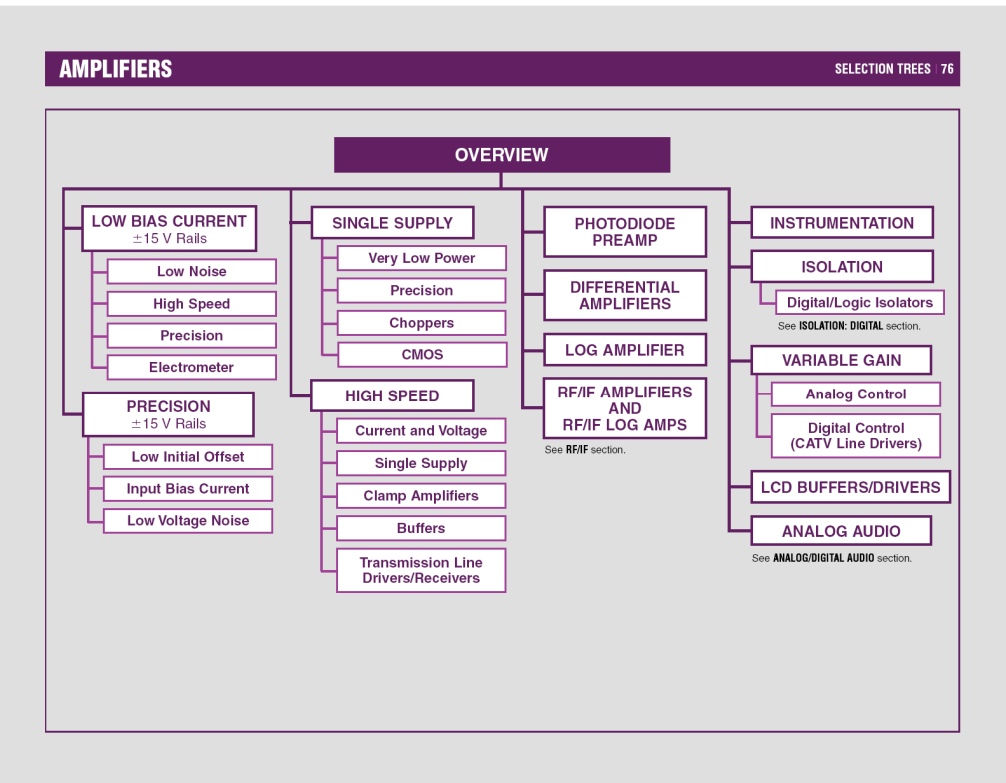 AMPLIFIERS
SELECTION TREES | 76
OVERVIEW
LOW BIAS CURRENT
±15 V Rails
Low Noise
High Speed
Precision
Electrometer
PRECISION
±15 V Rails
Low Initial Offset
Input Bias Current
Low Voltage Noise
SINGLE SUPPLY
Very Low Power
Precision
Choppers
CMOS
HIGH SPEED
Current and Voltage
Single Supply
Clamp Amplifiers
Buffers
Transmission Line
Drivers/Receivers
PHOTODIODE
PREAMP
DIFFERENTIAL
AMPLIFIERS
LOG AMPLIFIER
RF/IF AMPLIFIERS
AND
RF/IF LOG AMPS
See RF/IF section.
INSTRUMENTATION
ISOLATION
Digital/Logic Isolators
See ISOLATION: DIGITAL section.
VARIABLE GAIN
Analog Control
Digital Control
(CATV Line Drivers)
LCD BUFFERS/DRIVERS
ANALOG AUDIO
See ANALOG/DIGITAL AUDIO section.